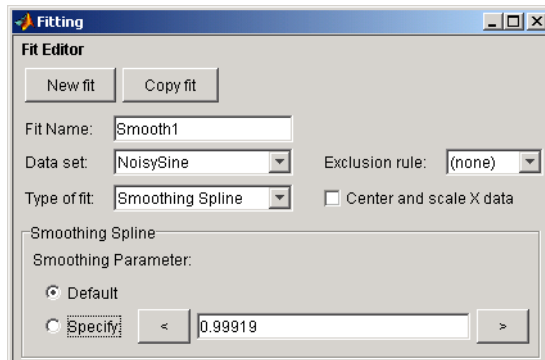 Fitting
Fit Editor
New fit Copy fit
Fit Name: Smooth1
Data set: NoisySine Exclusion rule: (none)
Type of fit: Smoothing Spline Center and scale X data
Smoothing Spline
Smoothing Parameter:
Default
Specify: < 0.99919 >